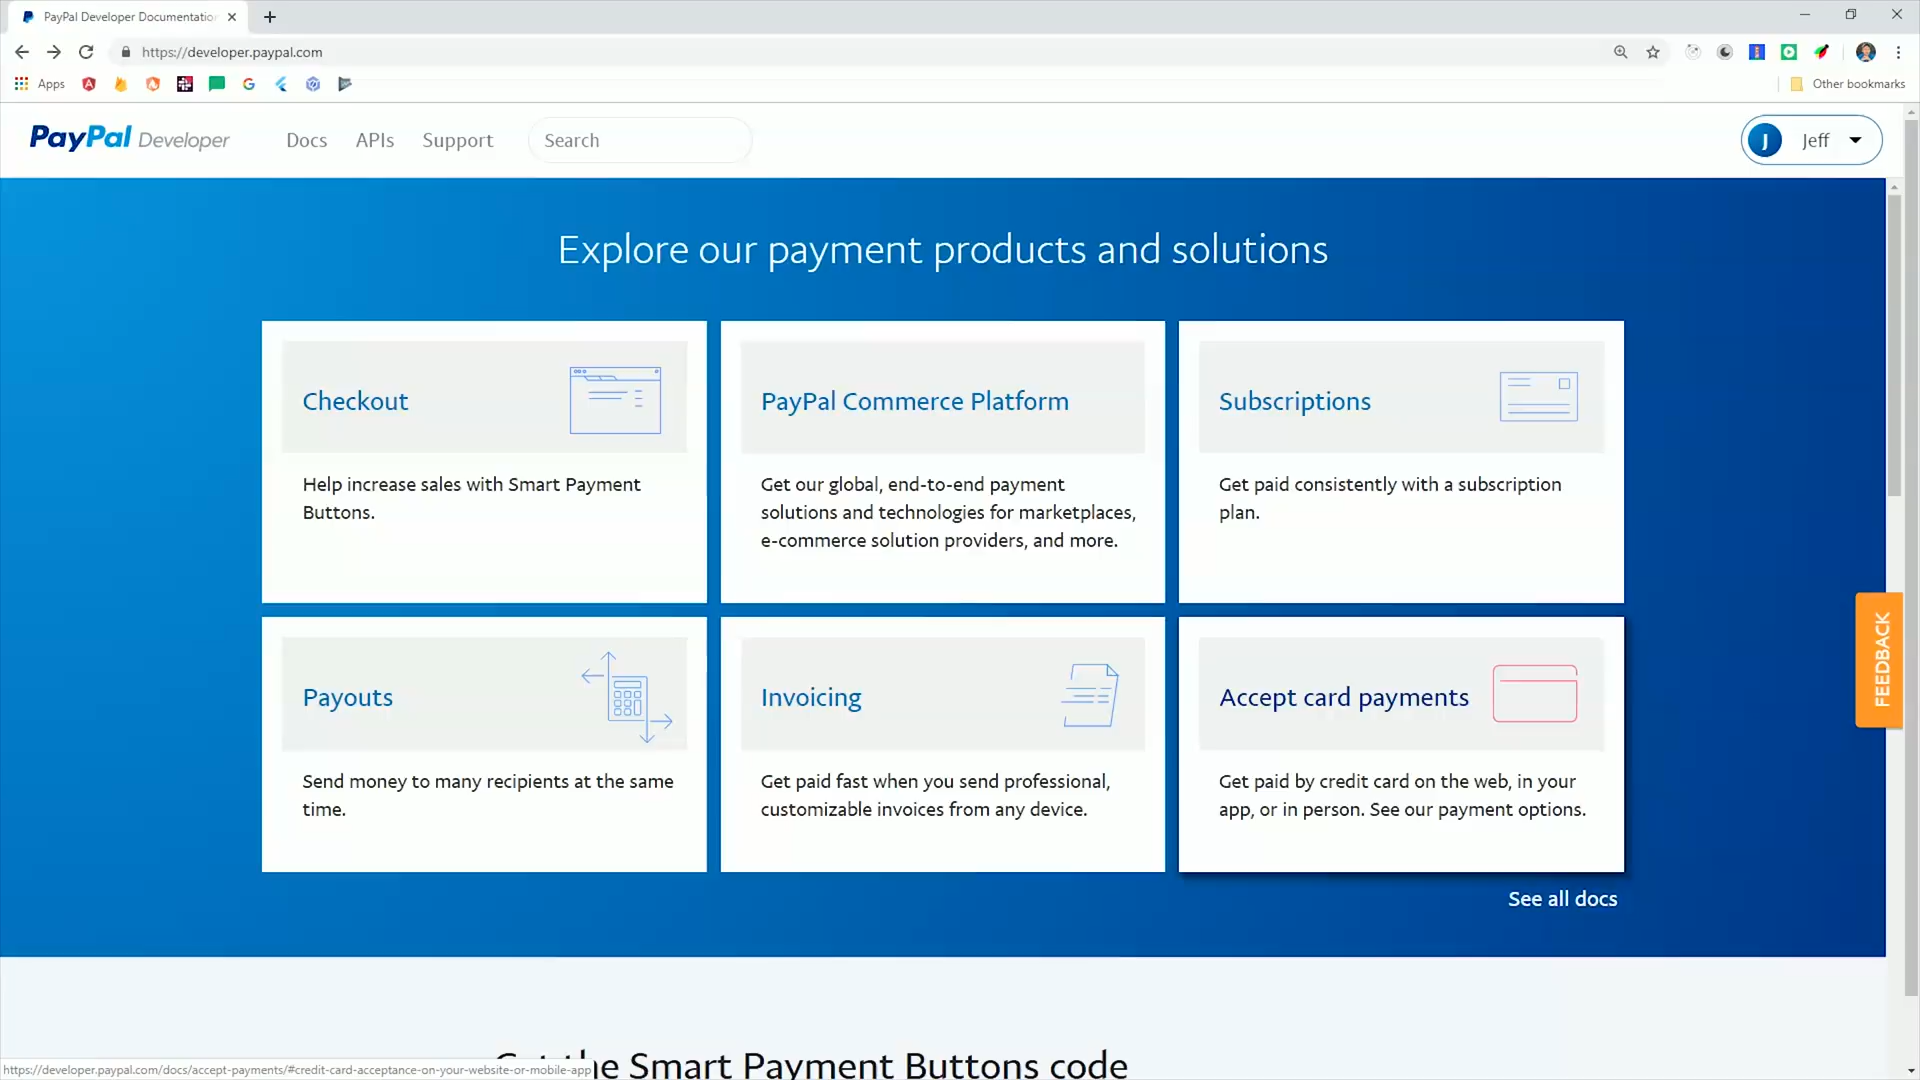 PayPal Developer Documentation
https://developer.paypal.com
Apps
Other bookmarks
PayPal Developer
Docs
APIs
Support
Search
J
Jeff
Explore our payment products and solutions
Checkout
Help increase sales with Smart Payment
Buttons.
PayPal Commerce Platform
Get our global, end-to-end payment
solutions and technologies for marketplaces,
e-commerce solution providers, and more.
Subscriptions
Get paid consistently with a subscription
plan.
Payouts
Send money to many recipients at the same
time.
Invoicing
Get paid fast when you send professional,
customizable invoices from any device.
Accept card payments
Get paid by credit card on the web, in your
app, or in person. See our payment options.
See all docs
FEEDBACK
Get the Smart Payment Buttons code
https://developer.paypal.com/docs/accept-payments/#credit-card-acceptance-on-your-website-or-mobile-app